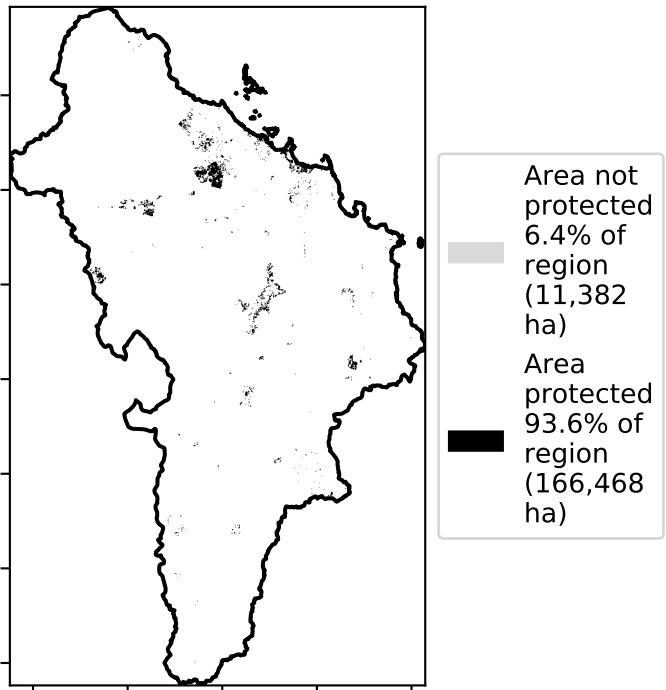 Area not
protected
6.4% of
region
(11,382
ha)
Area
protected
93.6% of
region
(166,468
ha)